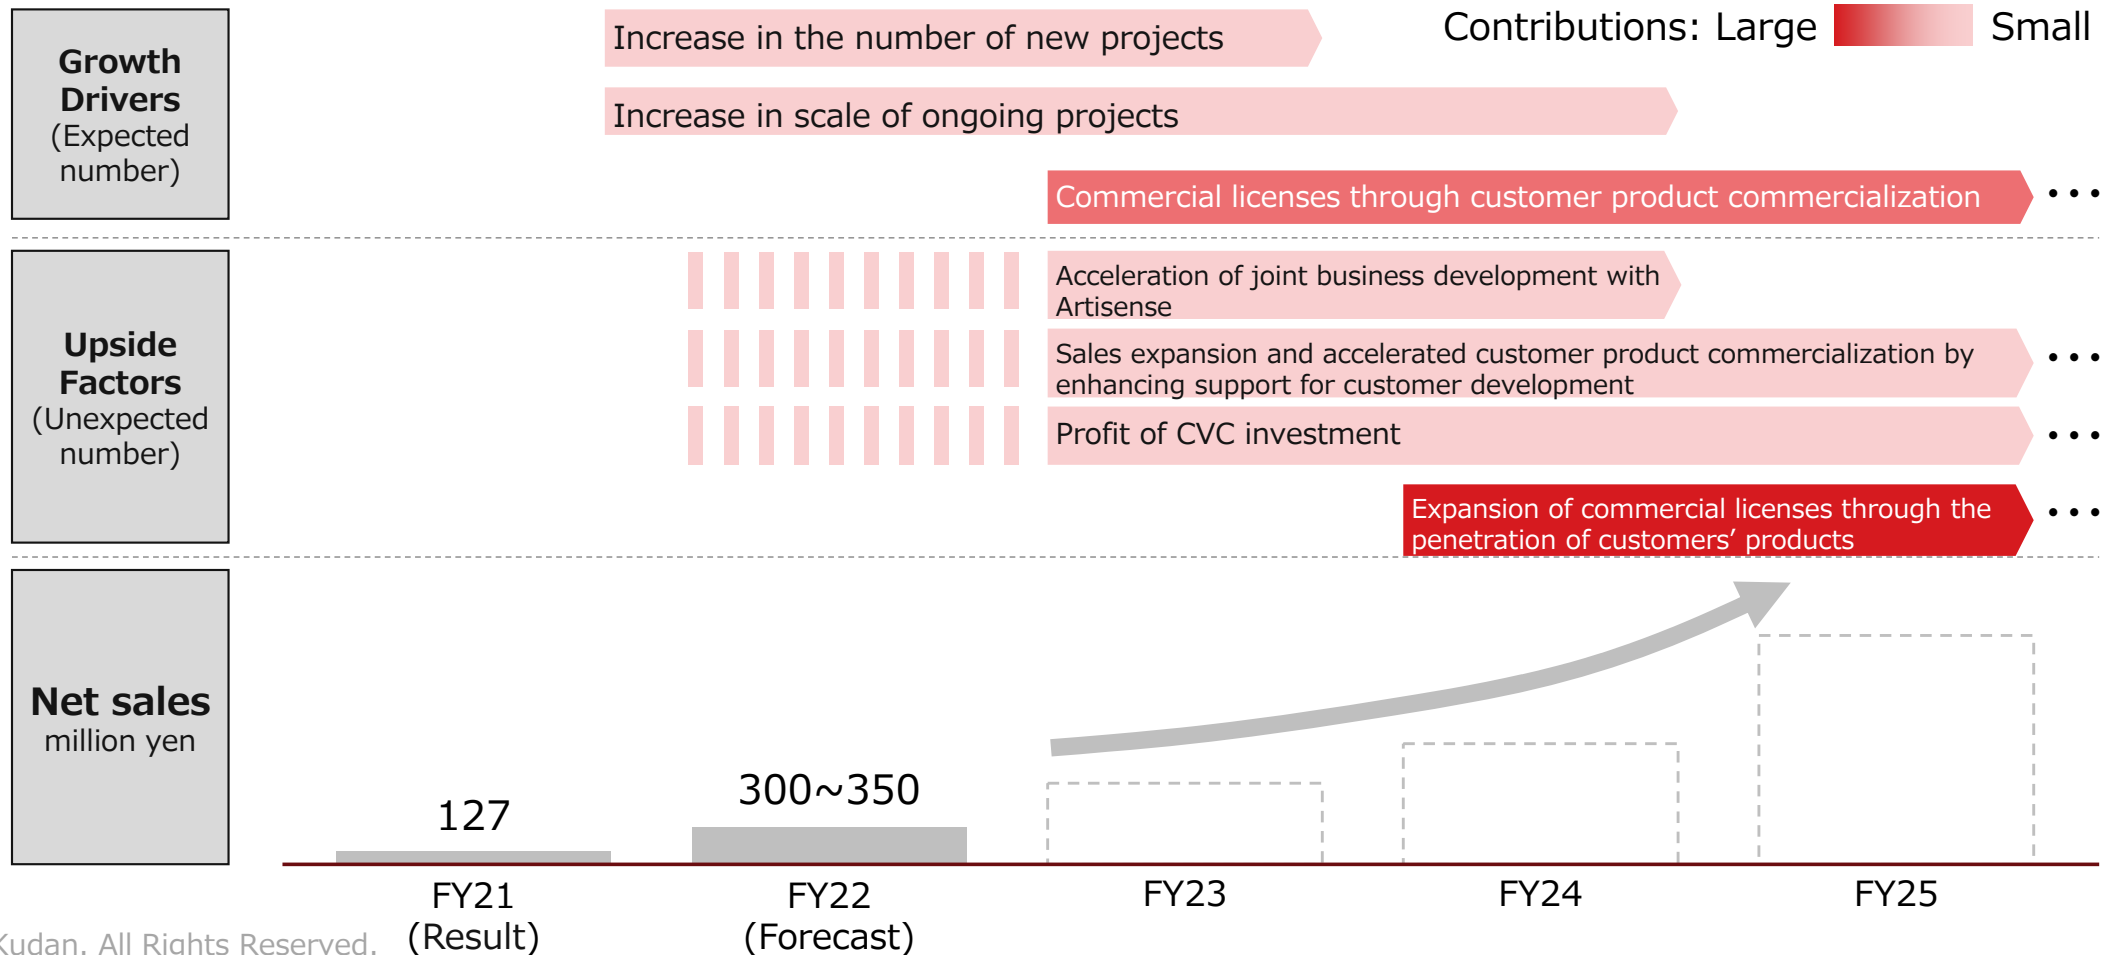 Contributions: Large Small
Growth
Drivers
(Expected
number)
Increase in the number of new projects
Increase in scale of ongoing projects
Commercial licenses through customer product commercialization ・・・
Upside
Factors
(Unexpected
number)
Acceleration of joint business development with
Artisense
Sales expansion and accelerated customer product commercialization by
enhancing support for customer development
・・・
Profit of CVC investment ・・・
Expansion of commercial licenses through the
penetration of customers’ products
・・・
Net sales
million yen
127
300~350
FY21
(Result)
FY22
(Forecast)
FY23
FY24
FY25
Kudan. All Rights Reserved.